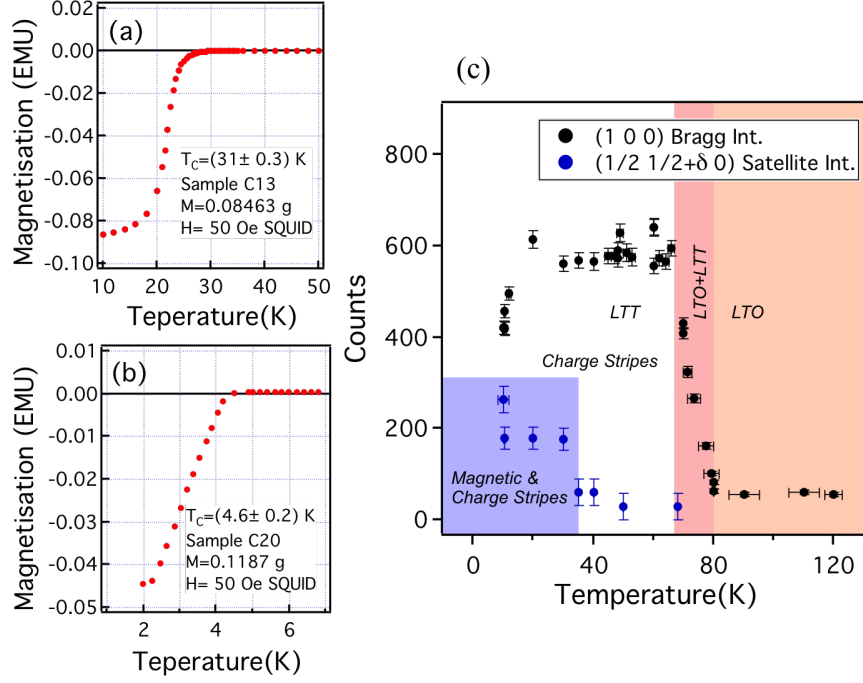 (a)
0.02
0.00
-0.02
-0.04
-0.06
-0.08
-0.10
Magnetisation (EMU)
T_C=(31± 0.3) K
Sample C13
M=0.08463 g
H= 50 Oe SQUID
10 20 30 40 50
Teperature(K)
(b)
0.01
0.00
-0.01
-0.02
-0.03
-0.04
-0.05
Magnetisation (EMU)
T_C=(4.6± 0.2) K
Sample C20
M=0.1187 g
H= 50 Oe SQUID
2 4 6
Teperature(K)
(c)
(1 0 0) Bragg Int.
(1/2 1/2+δ 0) Satellite Int.
800
600
400
200
0
Counts
LTT
LTO+LTT
LTO
Charge Stripes
Magnetic &
Charge Stripes
0 40 80 120
Temperature(K)